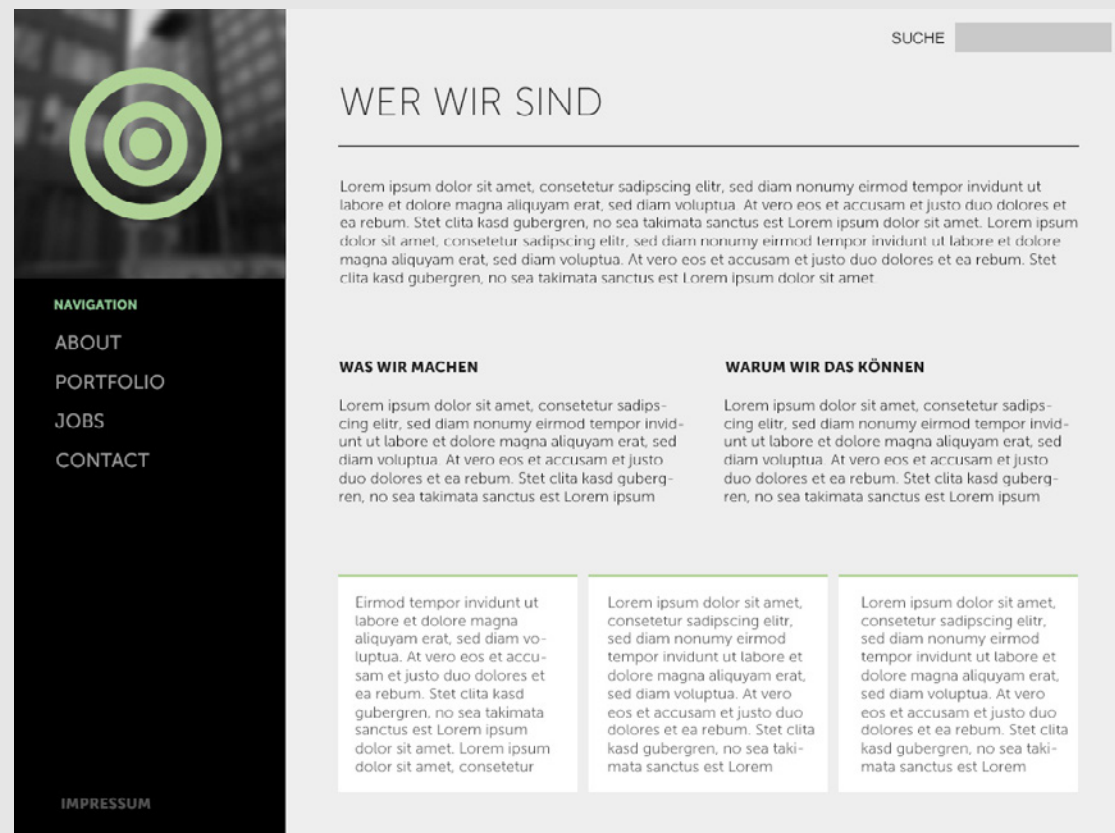 SUCHE
WER WIR SIND
Lorem ipsum dolor sit amet, consetetur sadipscing elitr, sed diam nonumy eirmod tempor invidunt ut
labore et dolore magna aliquyam erat, sed diam voluptua. At vero eos et accusam et justo duo dolores et
ea rebum. Stet clita kasd gubergren, no sea takimata sanctus est Lorem ipsum dolor sit amet. Lorem ipsum
dolor sit amet, consetetur sadipscing elitr, sed diam nonumy eirmod tempor invidunt ut labore et dolore
magna aliquyam erat, sed diam voluptua. At vero eos et accusam et justo duo dolores et ea rebum. Stet
clita kasd gubergren, no sea takimata sanctus est Lorem ipsum dolor sit amet.
NAVIGATION
ABOUT
PORTFOLIO
JOBS
CONTACT
IMPRESSUM
WAS WIR MACHEN
Lorem ipsum dolor sit amet, consetetur sadips-
cing elitr, sed diam nonumy eirmod tempor invid-
unt ut labore et dolore magna aliquyam erat, sed
diam voluptua. At vero eos et accusam et justo
duo dolores et ea rebum. Stet clita kasd guberg-
ren, no sea takimata sanctus est Lorem ipsum
WARUM WIR DAS KÖNNEN
Lorem ipsum dolor sit amet, consetetur sadips-
cing elitr, sed diam nonumy eirmod tempor invid-
unt ut labore et dolore magna aliquyam erat, sed
diam voluptua. At vero eos et accusam et justo
duo dolores et ea rebum. Stet clita kasd guberg-
ren, no sea takimata sanctus est Lorem ipsum
Eirmod tempor invidunt ut
labore et dolore magna
aliquyam erat, sed diam vo-
luptua. At vero eos et accu-
sam et justo duo dolores et
ea rebum. Stet clita kasd
gubergren, no sea takimata
sanctus est Lorem ipsum
dolor sit amet. Lorem ipsum
dolor sit amet, consetetur
Lorem ipsum dolor sit amet,
consetetur sadipscing elitr,
sed diam nonumy eirmod
tempor invidunt ut labore et
dolore magna aliquyam erat,
sed diam voluptua. At vero
eos et accusam et justo duo
dolores et ea rebum. Stet clita
kasd gubergren, no sea taki-
mata sanctus est Lorem
Lorem ipsum dolor sit amet,
consetetur sadipscing elitr,
sed diam nonumy eirmod
tempor invidunt ut labore et
dolore magna aliquyam erat,
sed diam voluptua. At vero
eos et accusam et justo duo
dolores et ea rebum. Stet clita
kasd gubergren, no sea taki-
mata sanctus est Lorem